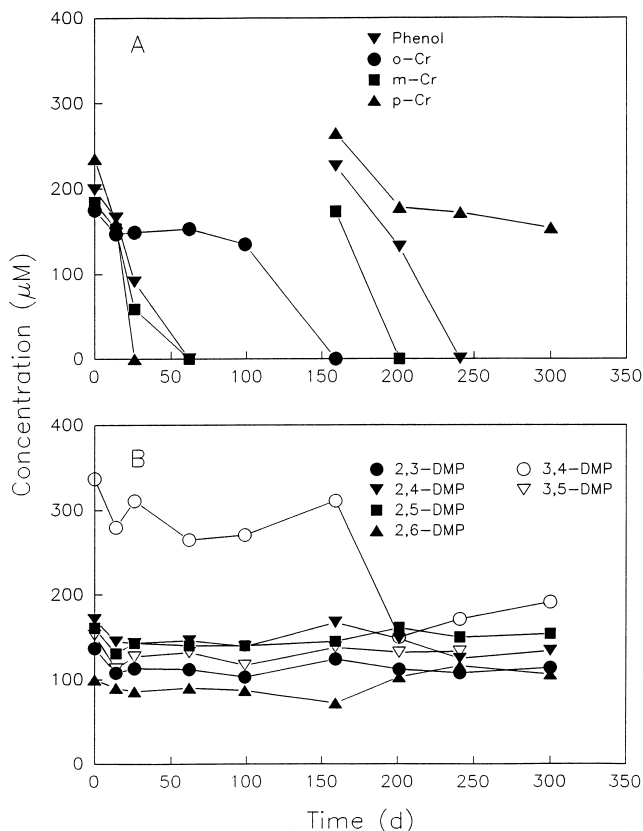 A
Phenol
o-Cr
m-Cr
p-Cr
400
300
200
100
0
0 50 100 150 200 250 300 350
Concentration (μM)
B
2,3-DMP 3,4-DMP
2,4-DMP 3,5-DMP
2,5-DMP
2,6-DMP
400
300
200
100
0
0 50 100 150 200 250 300 350
Time (d)